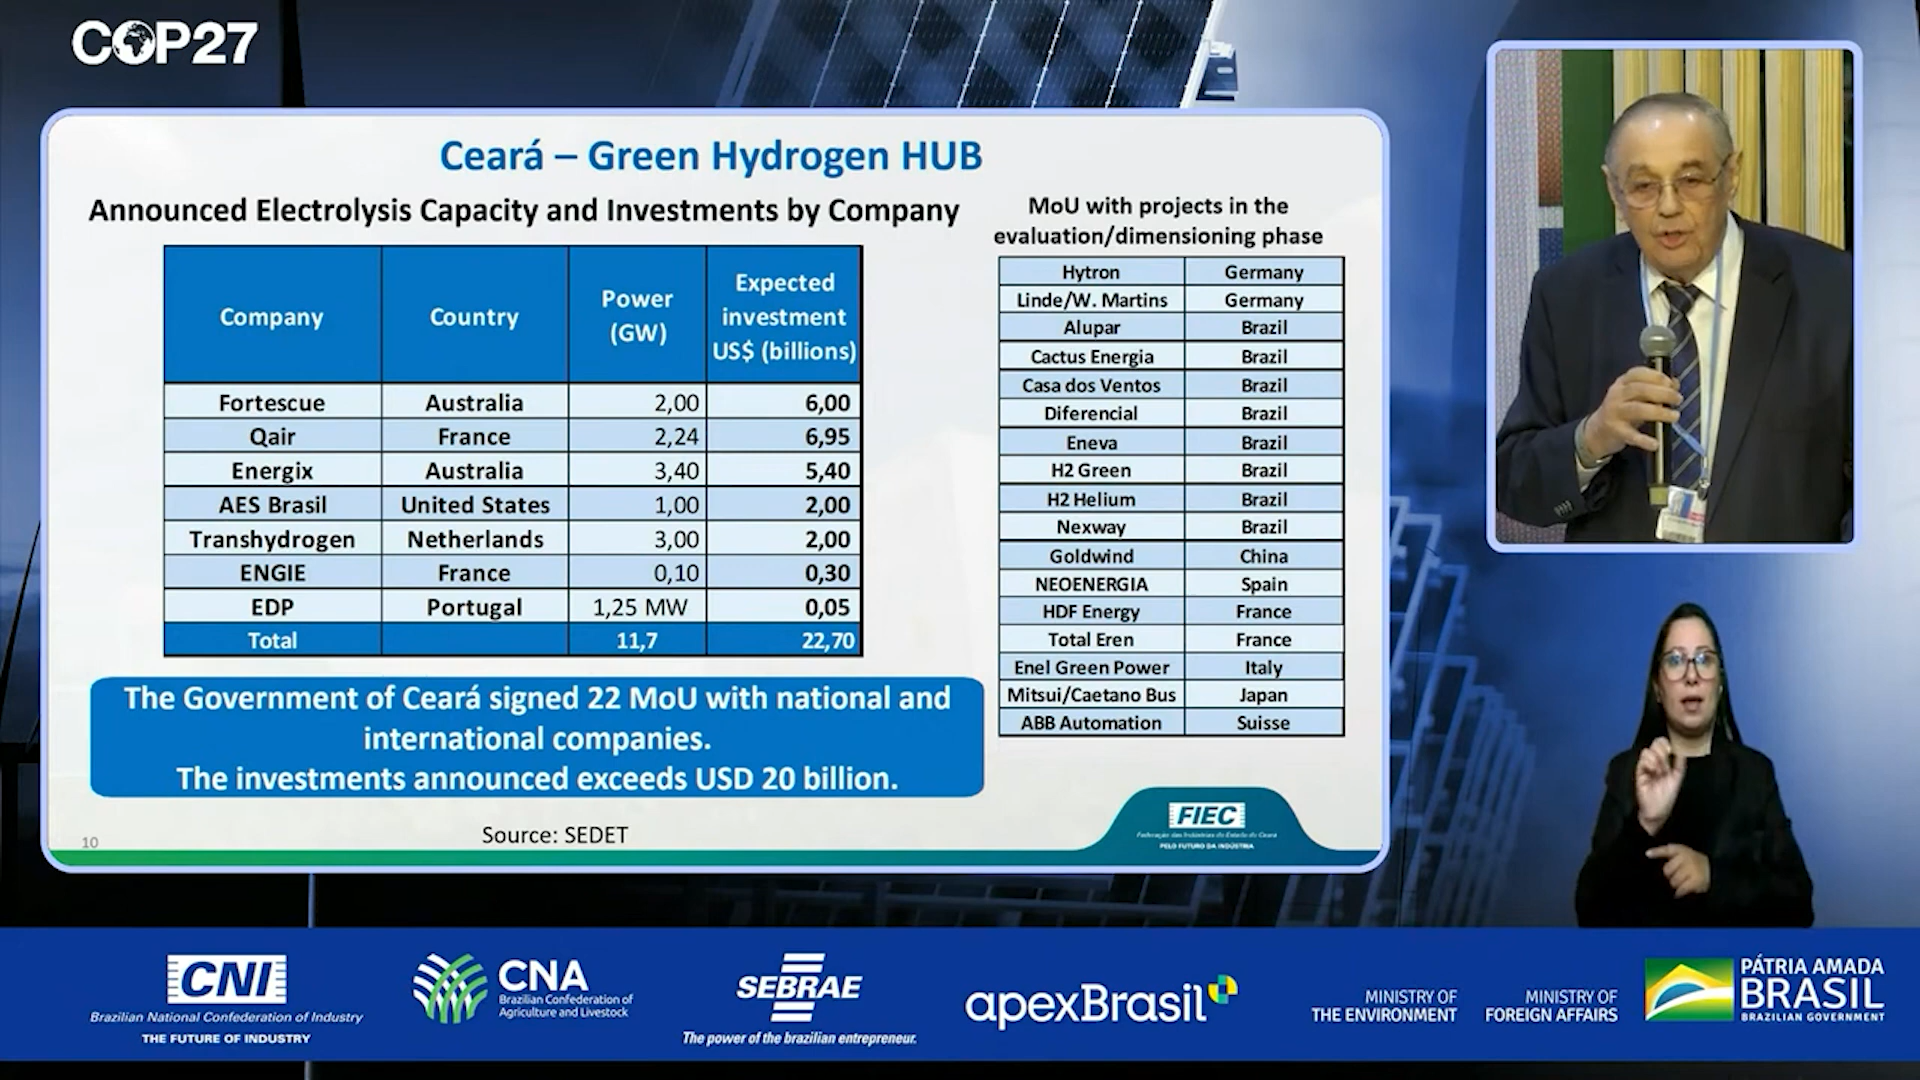 COP27
Ceará – Green Hydrogen HUB
Announced Electrolysis Capacity and Investments by Company
Company Country Power (GW) Expected investment US$ (billions)
Fortescue Australia 2,00 6,00
Qair France 2,24 6,95
Energix Australia 3,40 5,40
AES Brasil United States 1,00 2,00
Transhydrogen Netherlands 3,00 2,00
ENGIE France 0,10 0,30
EDP Portugal 1,25 MW 0,05
Total 11,7 22,70
The Government of Ceará signed 22 MoU with national and
international companies.
The investments announced exceeds USD 20 billion.
Source: SEDET
10
MoU with projects in the
evaluation/dimensioning phase
Hytron Germany
Linde/W. Martins Germany
Alupar Brazil
Cactus Energia Brazil
Casa dos Ventos Brazil
Diferencial Brazil
Eneva Brazil
H2 Green Brazil
H2 Helium Brazil
Nexway Brazil
Goldwind China
NEOENERGIA Spain
HDF Energy France
Total Eren France
Enel Green Power Italy
Mitsui/Caetano Bus Japan
ABB Automation Suisse
FIEC
Federação das Indústrias do Estado do Ceará
PELO FUTURO DA INDÚSTRIA
CNI
Brazilian National Confederation of Industry
THE FUTURE OF INDUSTRY
CNA
Brazilian Confederation of
Agriculture and Livestock
SEBRAE
The power of the brazilian entrepreneur.
apexBrasil
MINISTRY OF
THE ENVIRONMENT
MINISTRY OF
FOREIGN AFFAIRS
PÁTRIA AMADA
BRASIL
BRAZILIAN GOVERNMENT